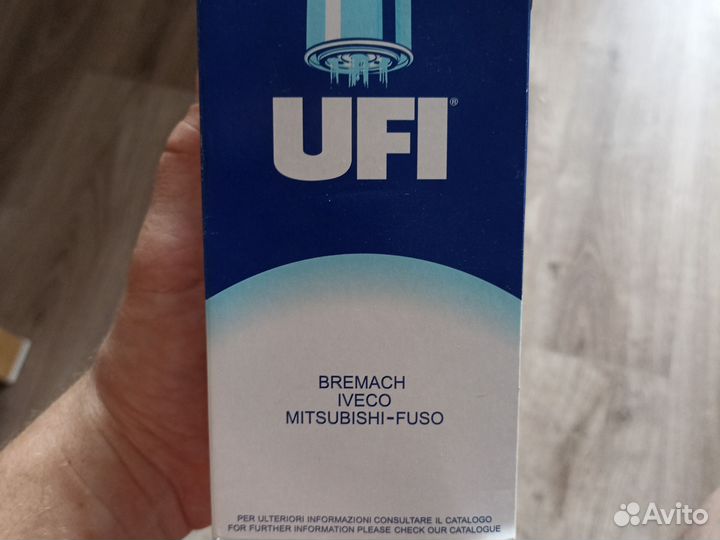 UFI®
BREMACH
IVECO
MITSUBISHI-FUSO
PER ULTERIORI INFORMAZIONI CONSULTARE IL CATALOGO
FOR FURTHER INFORMATION PLEASE CHECK OUR CATALOGUE
Avito